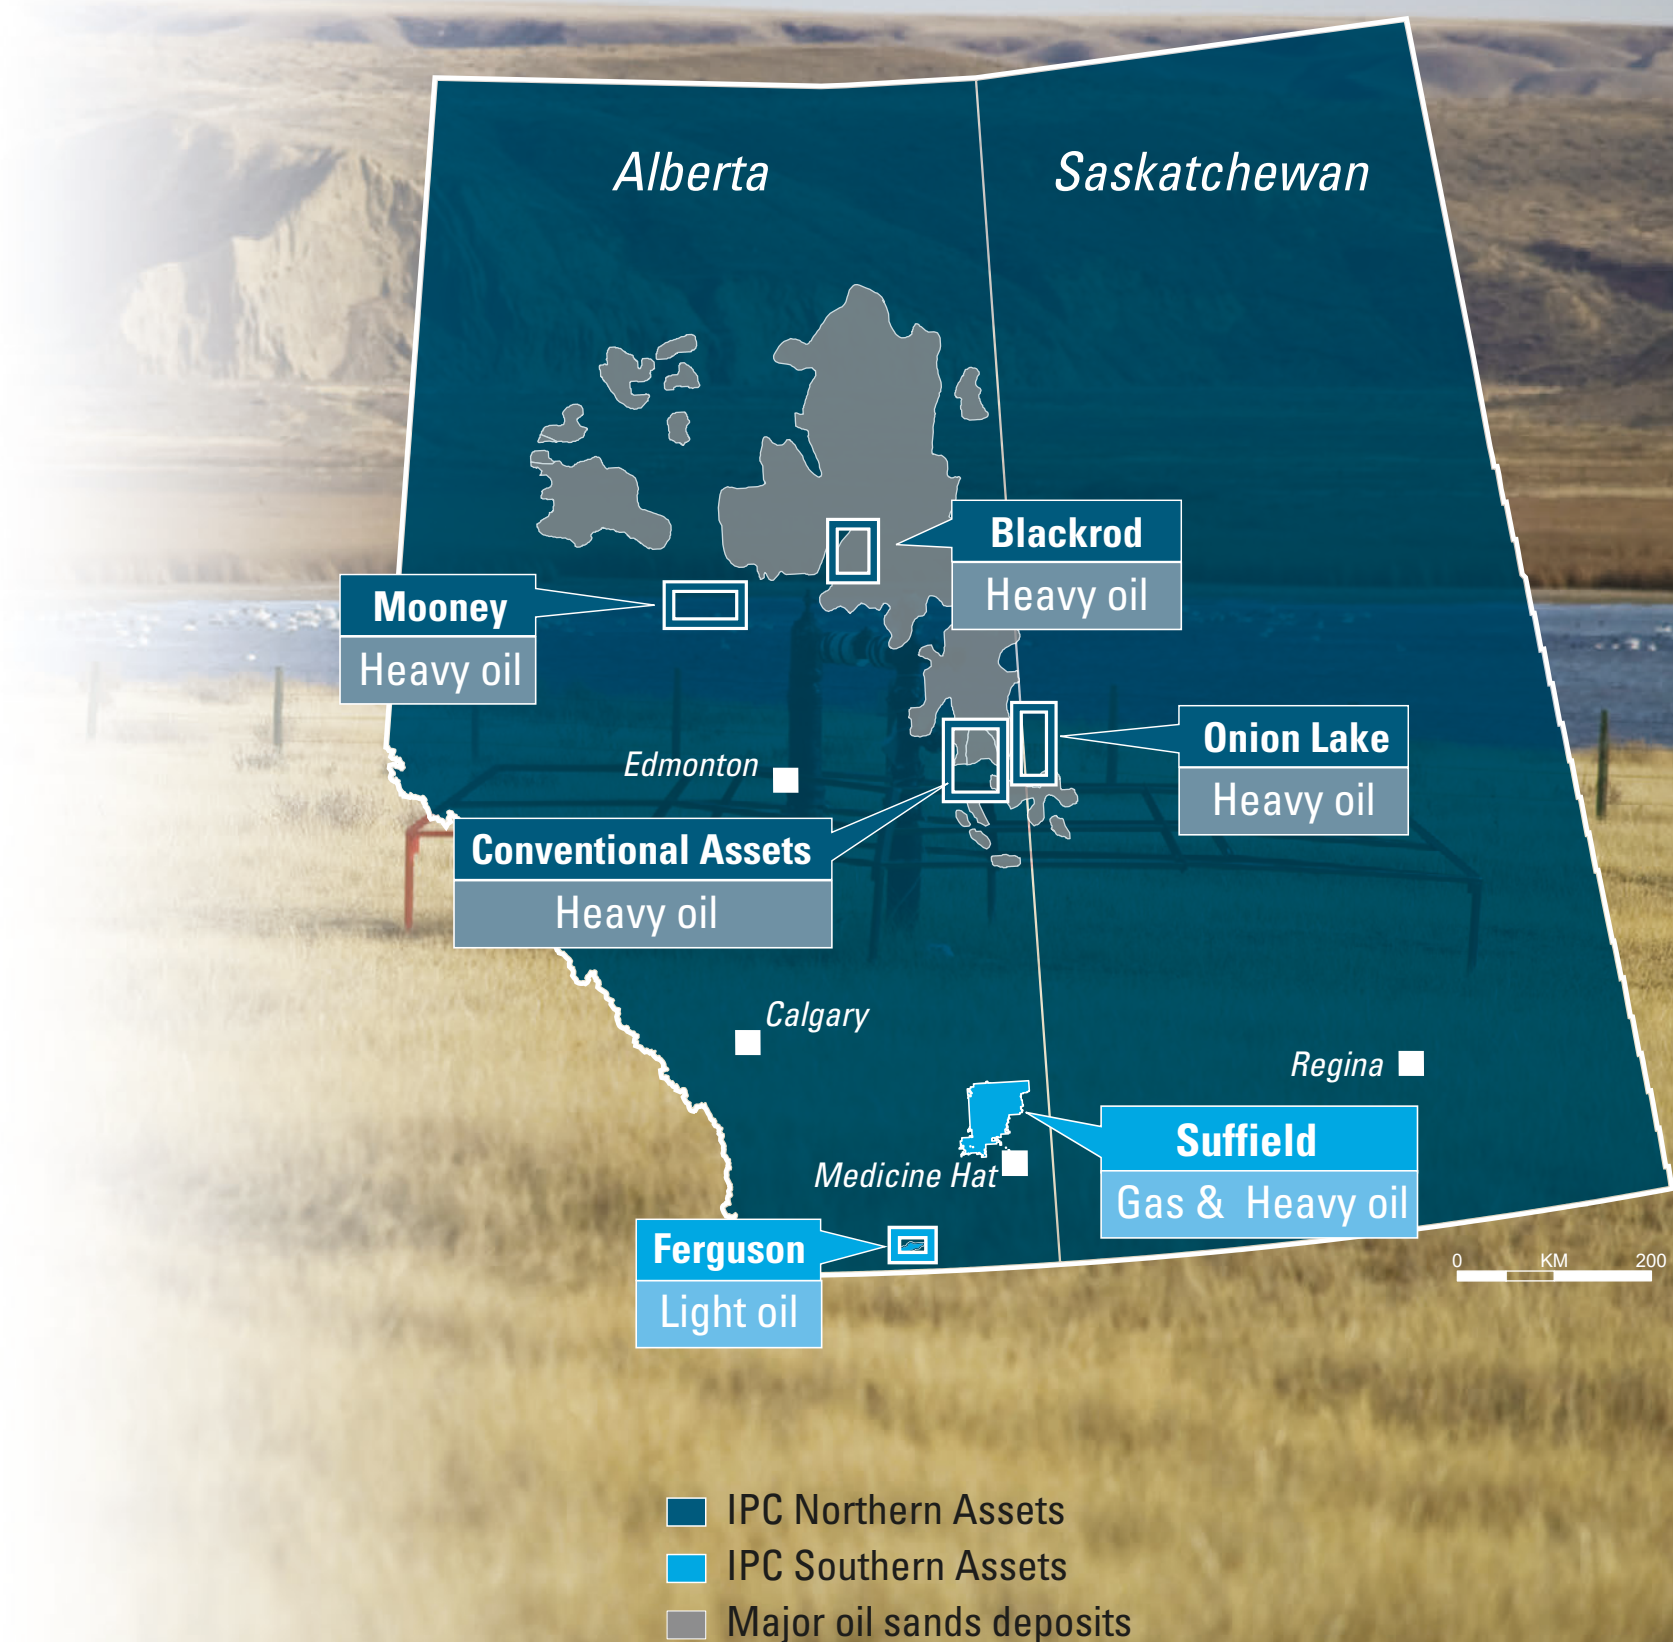 Alberta
Saskatchewan
Blackrod
Heavy oil
Mooney
Heavy oil
Onion Lake
Heavy oil
Edmonton
Conventional Assets
Heavy oil
Calgary
Regina
Suffield
Gas & Heavy oil
Medicine Hat
Ferguson
Light oil
0 KM 200
IPC Northern Assets
IPC Southern Assets
Major oil sands deposits